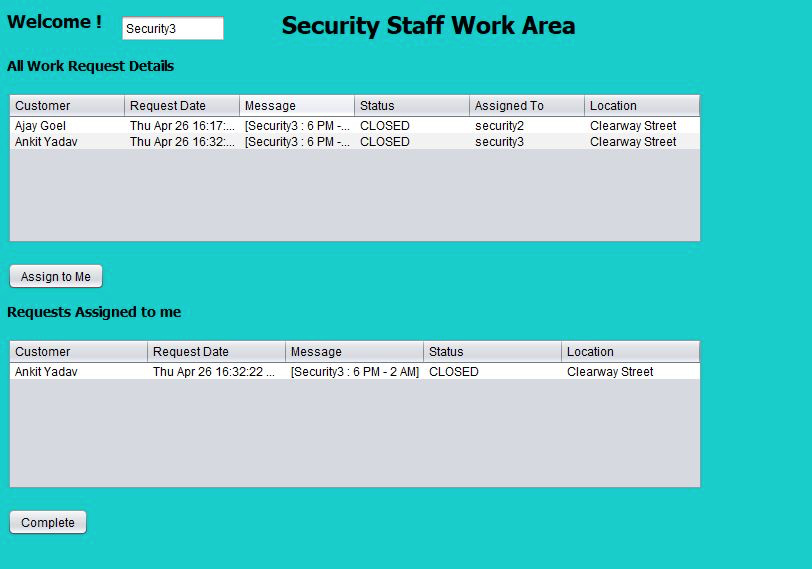 Welcome ! Security3 Security Staff Work Area
All Work Request Details
Customer Request Date Message Status Assigned To Location
Ajay Goel Thu Apr 26 16:17:... [Security3 : 6 PM -... CLOSED security2 Clearway Street
Ankit Yadav Thu Apr 26 16:32:... [Security3 : 6 PM -... CLOSED security3 Clearway Street
Assign to Me
Requests Assigned to me
Customer Request Date Message Status Location
Ankit Yadav Thu Apr 26 16:32:22 ... [Security3 : 6 PM - 2 AM] CLOSED Clearway Street
Complete